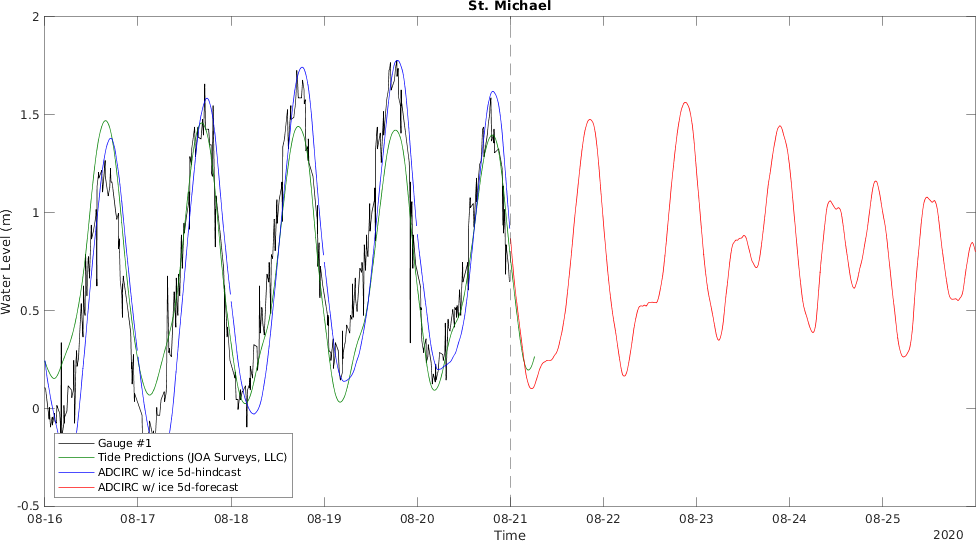 St. Michael
2
1.5
1
0.5
0
-0.5
Water Level (m)
Gauge #1
Tide Predictions (JOA Surveys, LLC)
ADCIRC w/ ice 5d-hindcast
ADCIRC w/ ice 5d-forecast
08-16 08-17 08-18 08-19 08-20 08-21 08-22 08-23 08-24 08-25
Time
2020